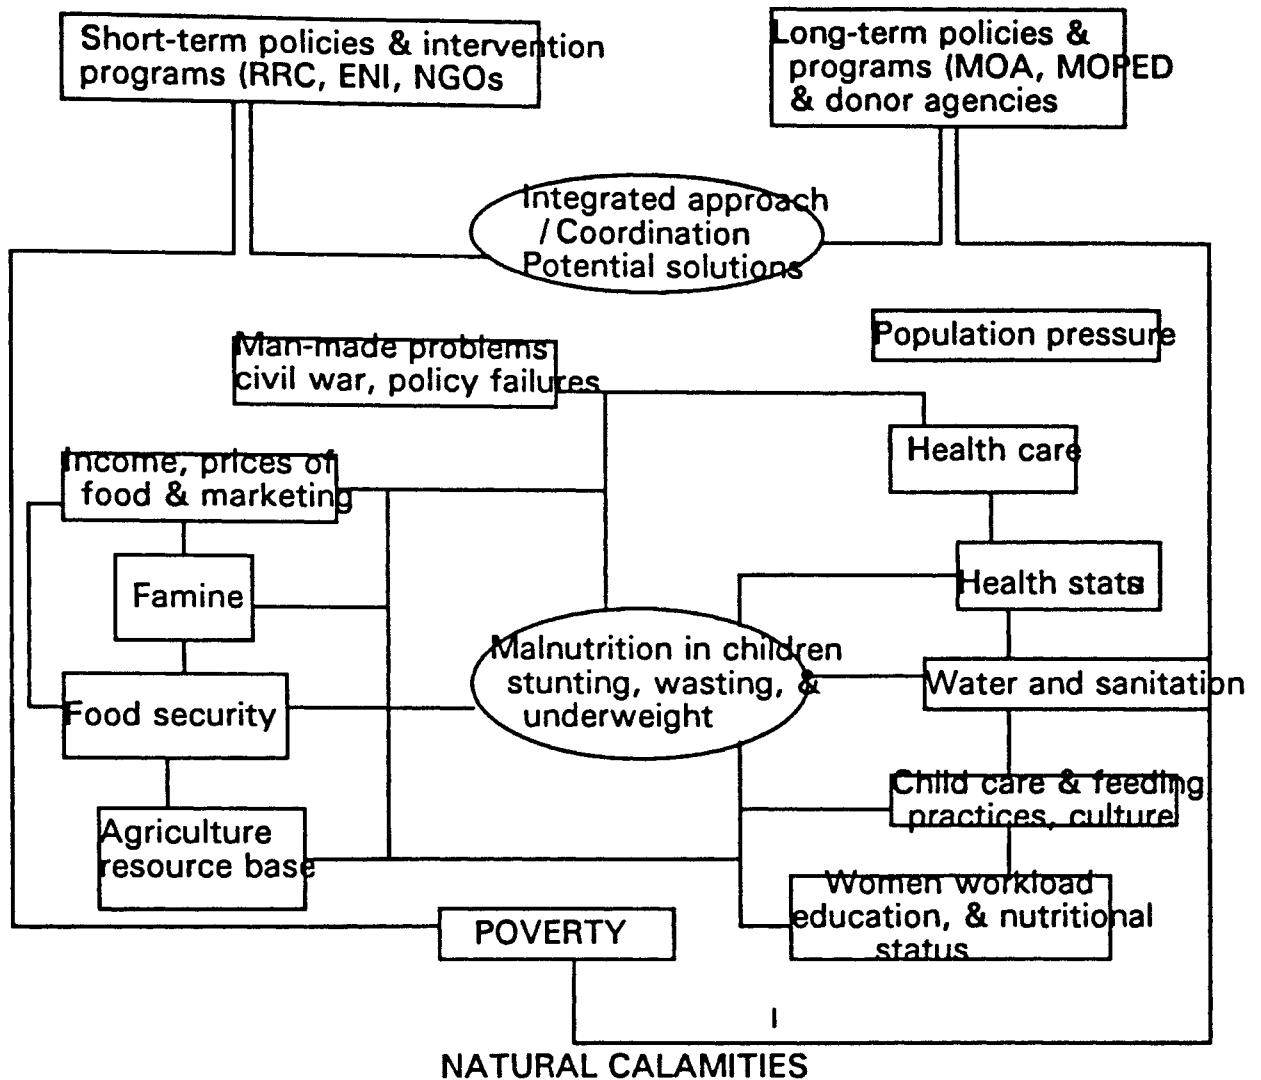 Short-term policies & intervention
programs (RRC, ENI, NGOs
Long-term policies &
programs (MOA, MOPED
& donor agencies
Integrated approach
/ Coordination
Potential solutions
Population pressure
Man-made problems
civil war, policy failures
Health care
Income, prices of
food & marketing
Famine
Health stats
Malnutrition in children
stunting, wasting, &
underweight
Water and sanitation
Food security
Child care & feeding
practices, culture
Agriculture
resource base
Women workload
education, & nutritional
status
POVERTY
NATURAL CALAMITIES